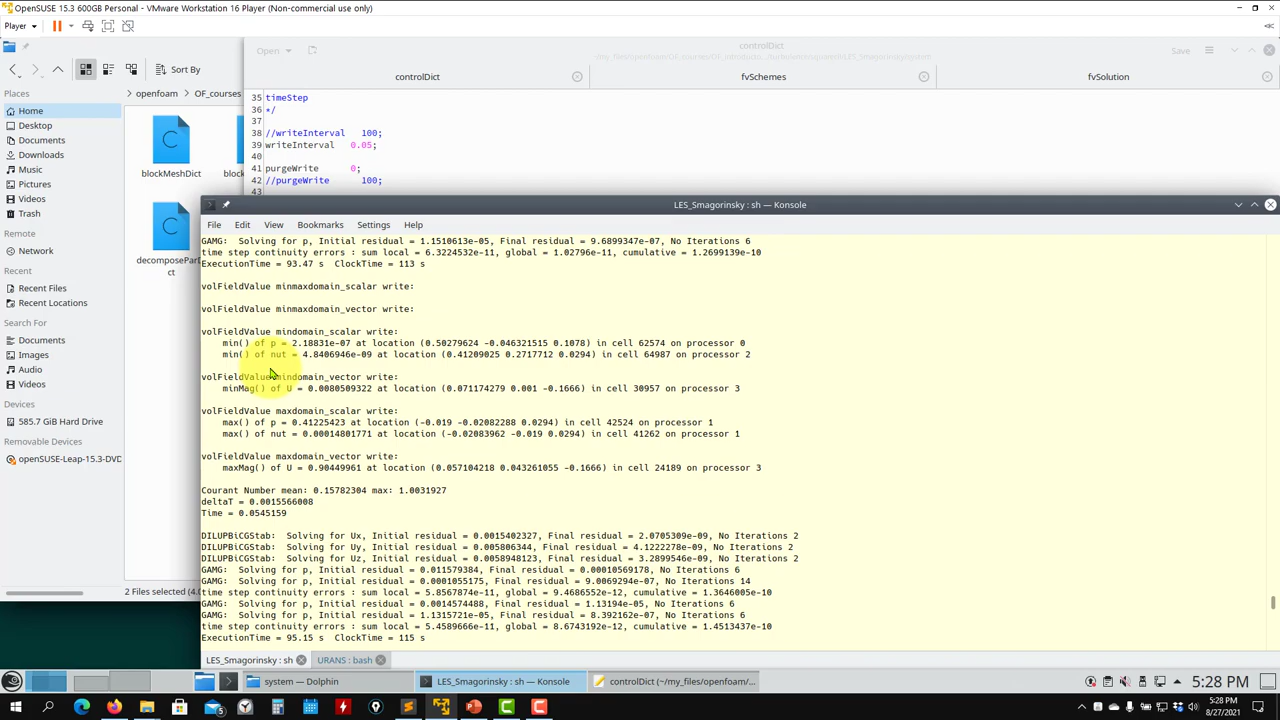 OpenSUSE 15.3 600GB Personal - VMware Workstation 16 Player (Non-commercial use only)
Player
Open
controlDict
Save
Sort By
controlDict
fvSchemes
fvSolution
Places
openfoam
OF_courses
Home
Desktop
Documents
Downloads
Music
Pictures
Videos
Trash
Remote
Network
Recent
Recent Files
Recent Locations
Search For
Documents
Images
Audio
Videos
Devices
585.7 GiB Hard Drive
Removable Devices
openSUSE-Leap-15.3-DVD
blockMeshDict
decomposeParD
ct
2 Files selected (4.0
35 timeStep
36 */
37
38 //writeInterval 100;
39 writeInterval 0.05;
40
41 purgeWrite 0;
42 //purgeWrite 100;
43
LES_Smagorinsky : sh — Konsole
File Edit View Bookmarks Settings Help
GAMG: Solving for p, Initial residual = 1.1510613e-05, Final residual = 9.6899347e-07, No Iterations 6
time step continuity errors : sum local = 6.3224532e-11, global = 1.02796e-11, cumulative = 1.2699139e-10
ExecutionTime = 93.47 s ClockTime = 113 s
volFieldValue minmaxdomain_scalar write:
volFieldValue minmaxdomain_vector write:
volFieldValue mindomain_scalar write:
min() of p = 2.18831e-07 at location (0.50279624 -0.046321515 0.1078) in cell 62574 on processor 0
min() of nut = 4.8406946e-09 at location (0.41209025 0.2717712 0.0294) in cell 64987 on processor 2
volFieldValue mindomain_vector write:
minMag() of U = 0.0080509322 at location (0.071174279 0.001 -0.1666) in cell 30957 on processor 3
volFieldValue maxdomain_scalar write:
max() of p = 0.41225423 at location (-0.019 -0.02082288 0.0294) in cell 42524 on processor 1
max() of nut = 0.00014801771 at location (-0.02083962 -0.019 0.0294) in cell 41262 on processor 1
volFieldValue maxdomain_vector write:
maxMag() of U = 0.90449961 at location (0.057104218 0.043261055 -0.1666) in cell 24189 on processor 3
Courant Number mean: 0.15782304 max: 1.0031927
deltaT = 0.0015566008
Time = 0.0545159
DILUPBiCGStab: Solving for Ux, Initial residual = 0.0015402327, Final residual = 2.0705309e-09, No Iterations 2
DILUPBiCGStab: Solving for Uy, Initial residual = 0.005806344, Final residual = 4.1222278e-09, No Iterations 2
DILUPBiCGStab: Solving for Uz, Initial residual = 0.0058948123, Final residual = 3.2899546e-09, No Iterations 2
GAMG: Solving for p, Initial residual = 0.011579384, Final residual = 0.00010569178, No Iterations 6
GAMG: Solving for p, Initial residual = 0.0001055175, Final residual = 9.0069274e-07, No Iterations 14
time step continuity errors : sum local = 5.8567874e-11, global = 9.4686552e-12, cumulative = 1.3646005e-10
GAMG: Solving for p, Initial residual = 0.0014574488, Final residual = 1.13194e-05, No Iterations 6
GAMG: Solving for p, Initial residual = 1.1315721e-05, Final residual = 8.392162e-07, No Iterations 6
time step continuity errors : sum local = 5.4589666e-11, global = 8.6743192e-12, cumulative = 1.4513437e-10
ExecutionTime = 95.15 s ClockTime = 115 s
LES_Smagorinsky : sh
URANS : bash
system — Dolphin
LES_Smagorinsky : sh — Konsole
controlDict (~/my_files/openfoam/...
5:28 PM
5:28 PM
8/27/2021